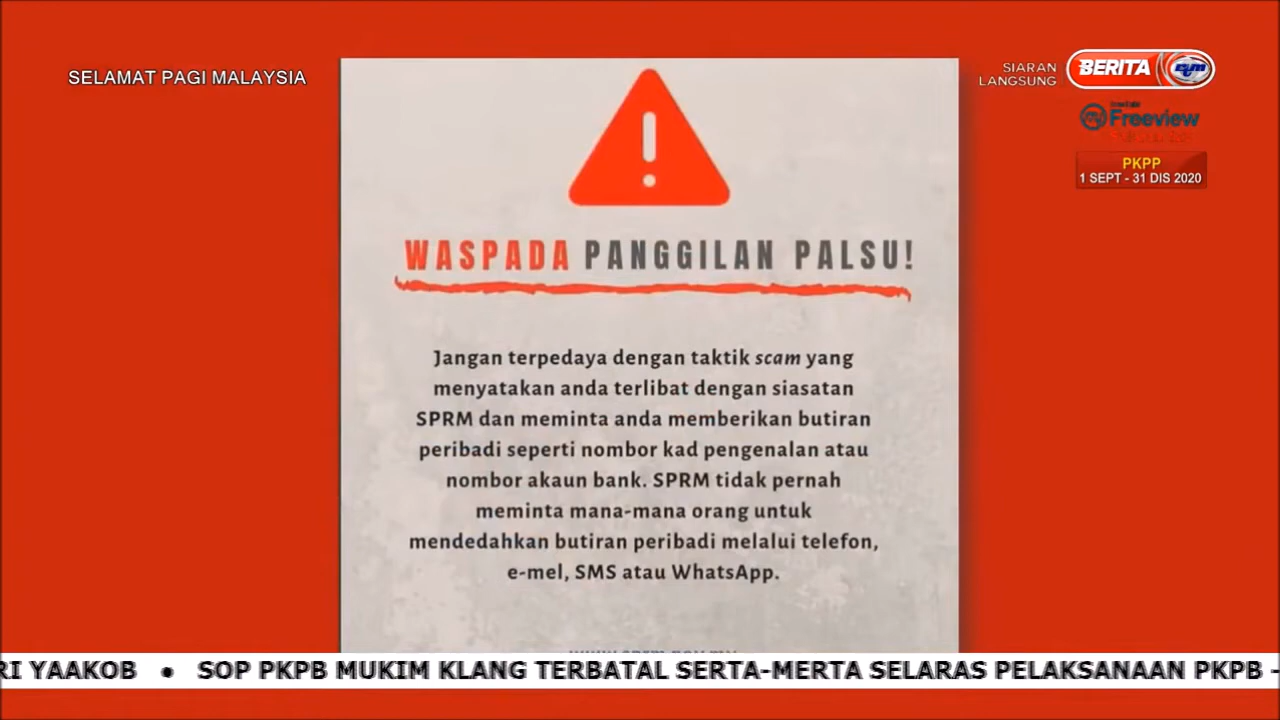 SELAMAT PAGI MALAYSIA
SIARAN
LANGSUNG
BERITA rtm
Freeview
PKPP
1 SEPT - 31 DIS 2020
WASPADA PANGGILAN PALSU!
Jangan terpedaya dengan taktik scam yang
menyatakan anda terlibat dengan siasatan
SPRM dan meminta anda memberikan butiran
peribadi seperti nombor kad pengenalan atau
nombor akaun bank. SPRM tidak pernah
meminta mana-mana orang untuk
mendedahkan butiran peribadi melalui telefon,
e-mel, SMS atau WhatsApp.
RI YAAKOB • SOP PKPB MUKIM KLANG TERBATAL SERTA-MERTA SELARAS PELAKSANAAN PKPB -